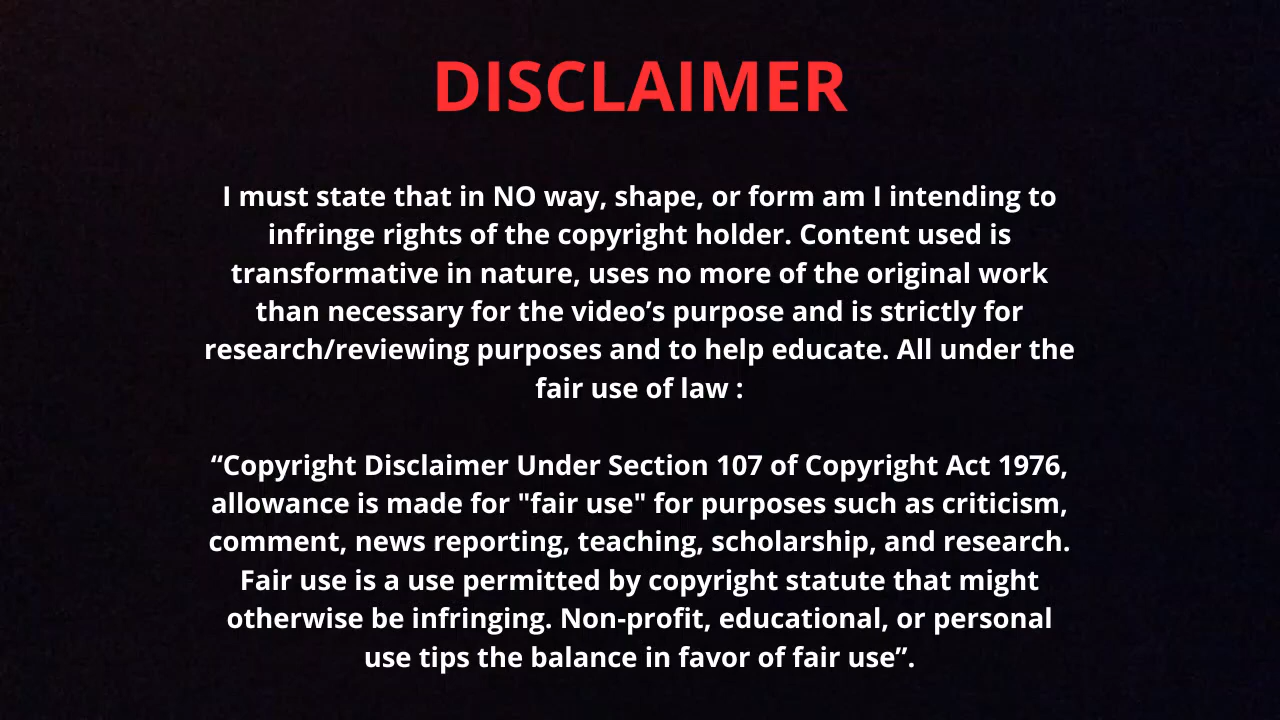 DISCLAIMER
I must state that in NO way, shape, or form am I intending to
infringe rights of the copyright holder. Content used is
transformative in nature, uses no more of the original work
than necessary for the video’s purpose and is strictly for
research/reviewing purposes and to help educate. All under the
fair use of law :
“Copyright Disclaimer Under Section 107 of Copyright Act 1976,
allowance is made for "fair use" for purposes such as criticism,
comment, news reporting, teaching, scholarship, and research.
Fair use is a use permitted by copyright statute that might
otherwise be infringing. Non-profit, educational, or personal
use tips the balance in favor of fair use”.